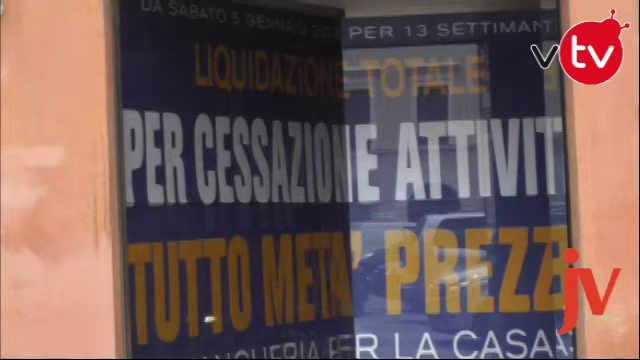 DA SABATO 5 GENNAIO PER 13 SETTIMANT
LIQUIDAZIONE TOTALE
PER CESSAZIONE ATTIVIT
TUTTO META' PREZZ
PER LA CASA
vtv
jv